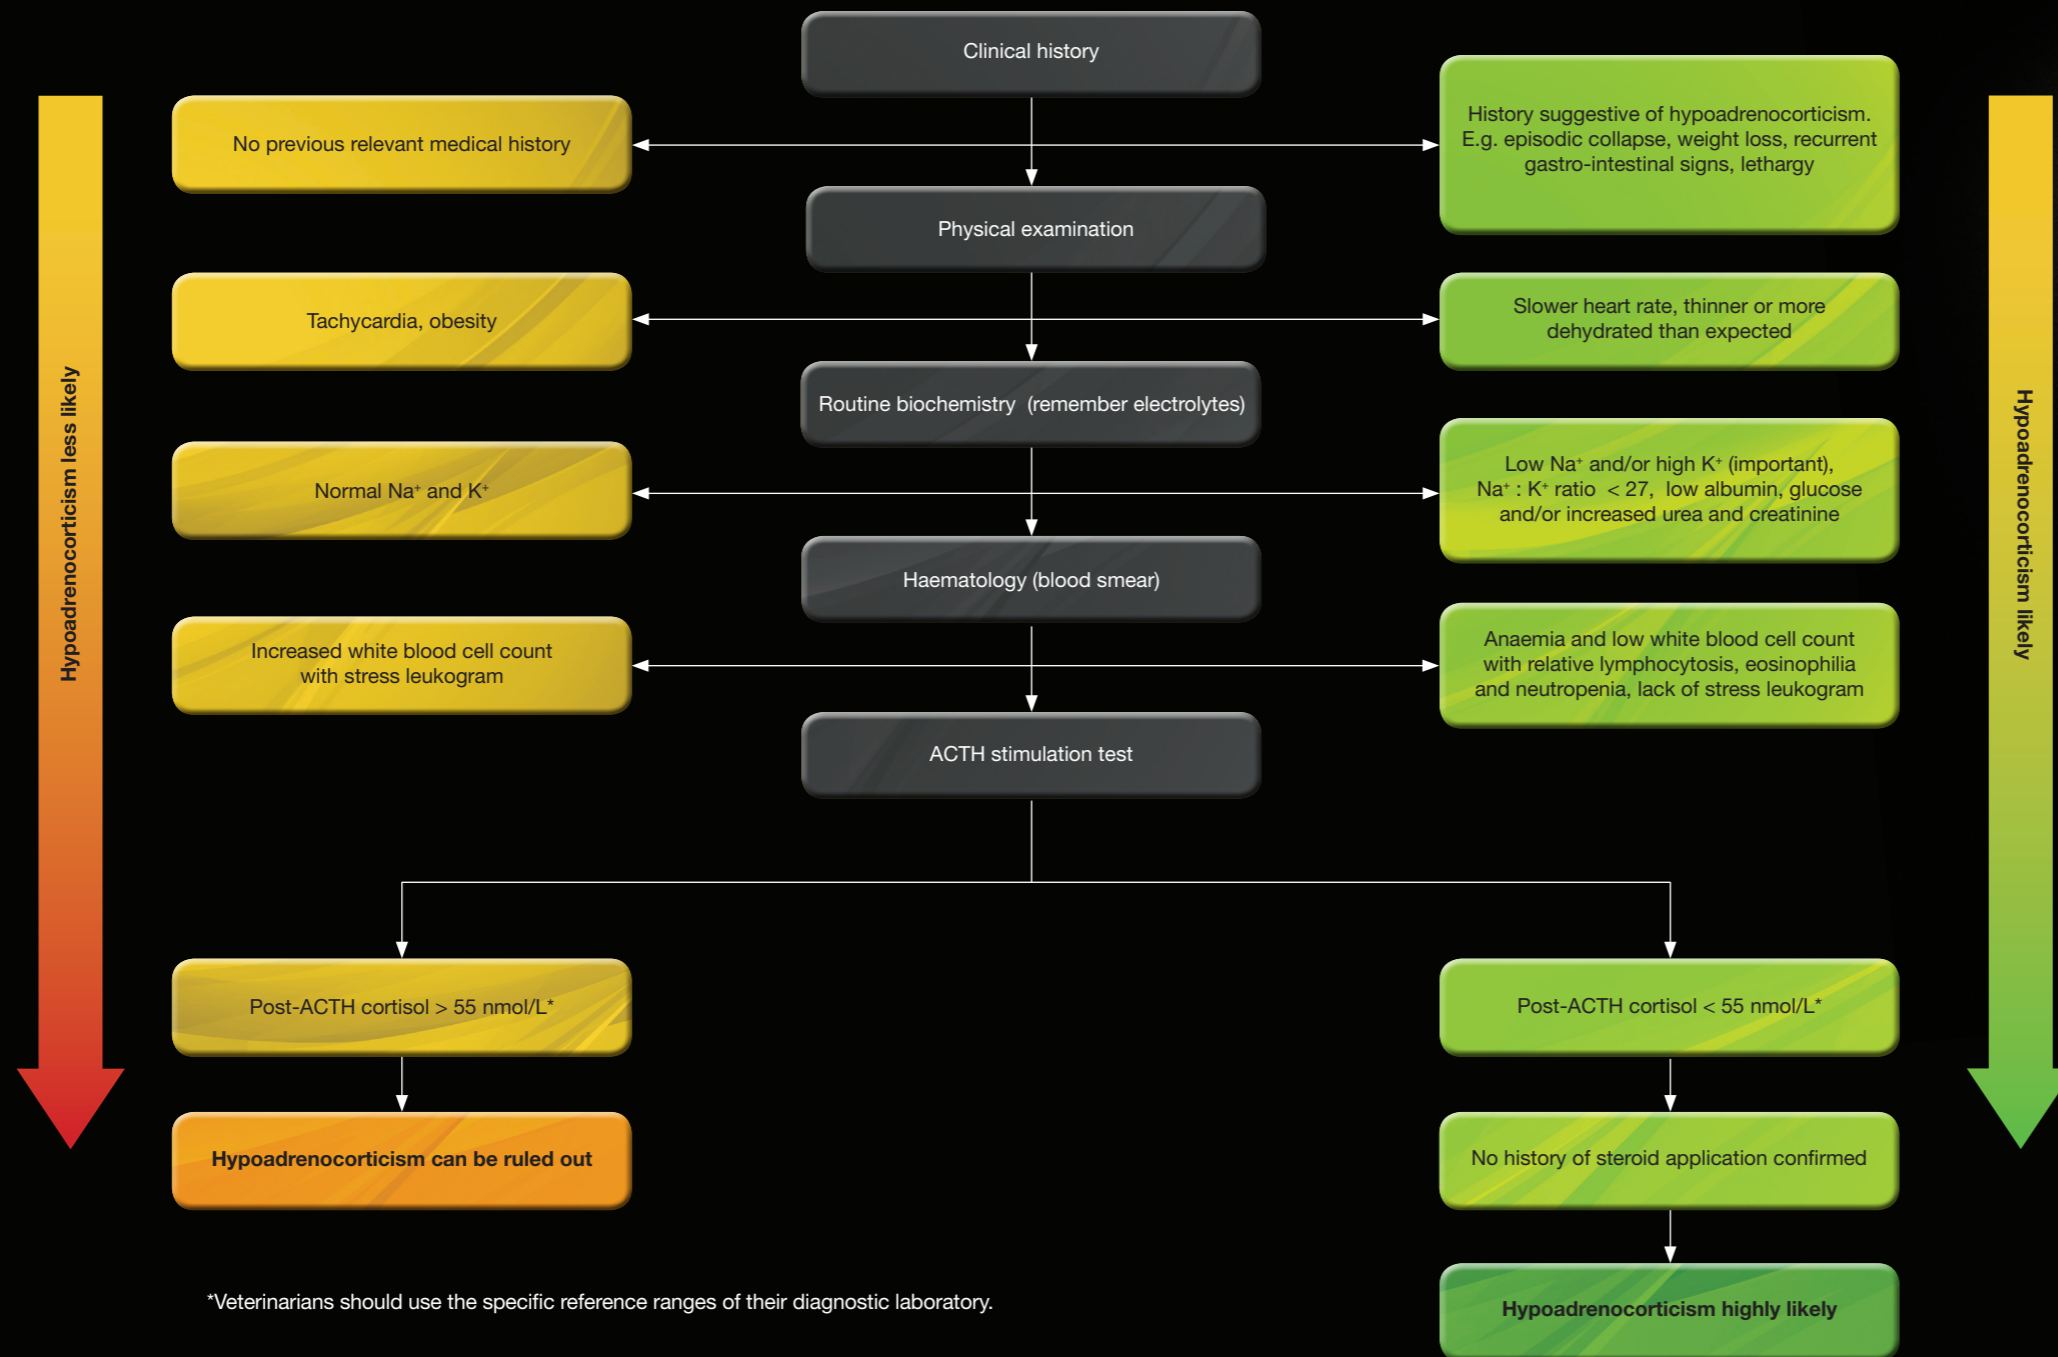 Clinical history
No previous relevant medical history
History suggestive of hypoadrenocorticism.
E.g. episodic collapse, weight loss, recurrent
gastro-intestinal signs, lethargy
Physical examination
Tachycardia, obesity
Slower heart rate, thinner or more
dehydrated than expected
Routine biochemistry (remember electrolytes)
Normal Na⁺ and K⁺
Low Na⁺ and/or high K⁺ (important),
Na⁺ : K⁺ ratio < 27, low albumin, glucose
and/or increased urea and creatinine
Haematology (blood smear)
Increased white blood cell count
with stress leukogram
Anaemia and low white blood cell count
with relative lymphocytosis, eosinophilia
and neutropenia, lack of stress leukogram
ACTH stimulation test
Post-ACTH cortisol > 55 nmol/L*
Post-ACTH cortisol < 55 nmol/L*
Hypoadrenocorticism can be ruled out
No history of steroid application confirmed
Hypoadrenocorticism highly likely
*Veterinarians should use the specific reference ranges of their diagnostic laboratory.
Hypoadrenocorticism less likely
Hypoadrenocorticism likely